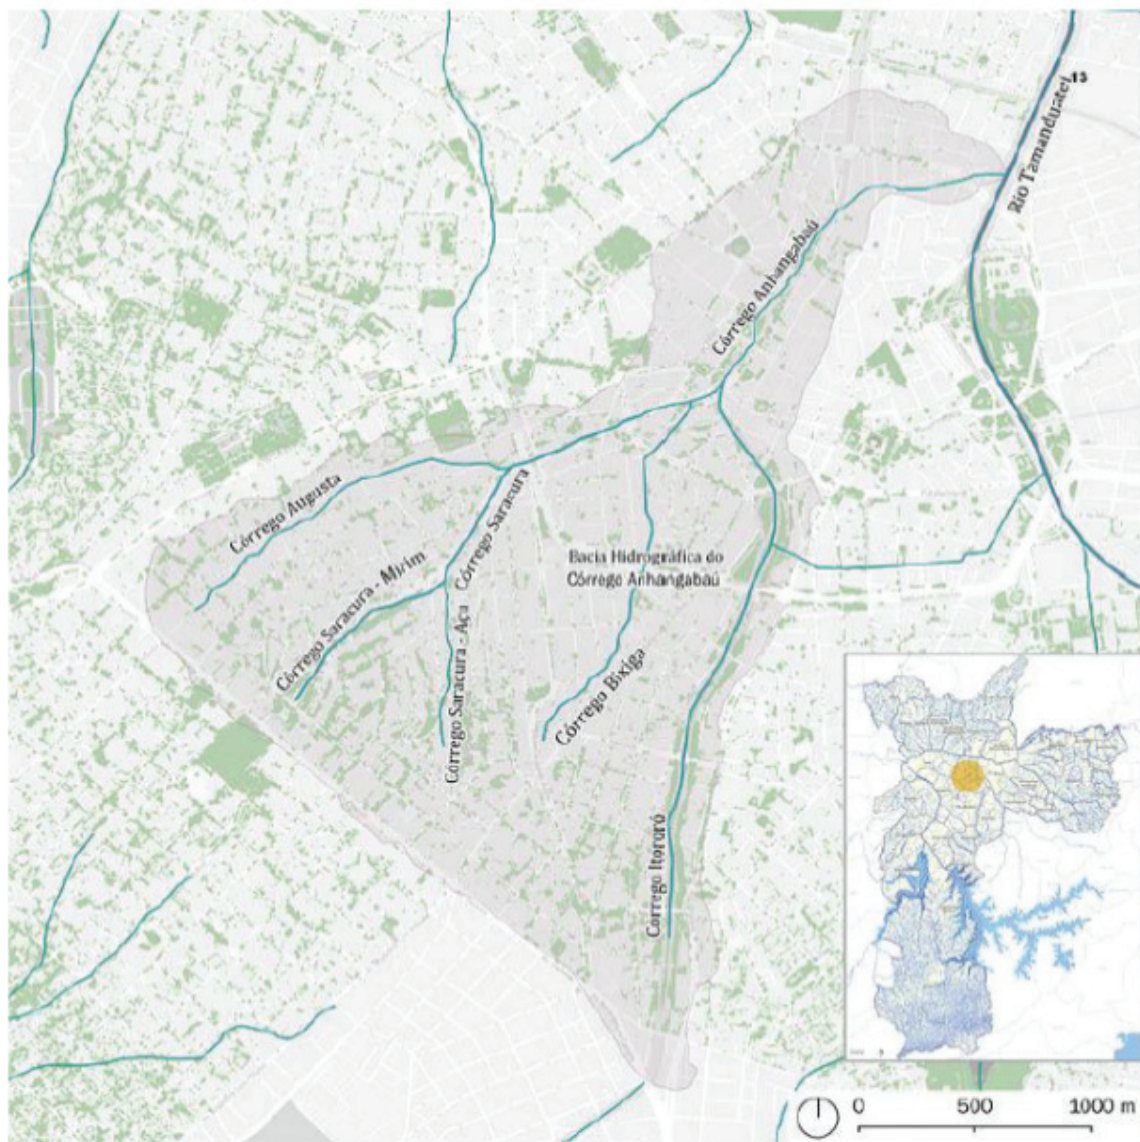 13
Rio Tamanduateí
Córrego Anhangabaú
Córrego Augusta
Córrego Saracura
Córrego Saracura - Mirim
Bacia Hidrográfica do
Córrego Anhangabaú
Córrego Saracura - Açu
Córrego Bixiga
Córrego Itororó
0 500 1000 m